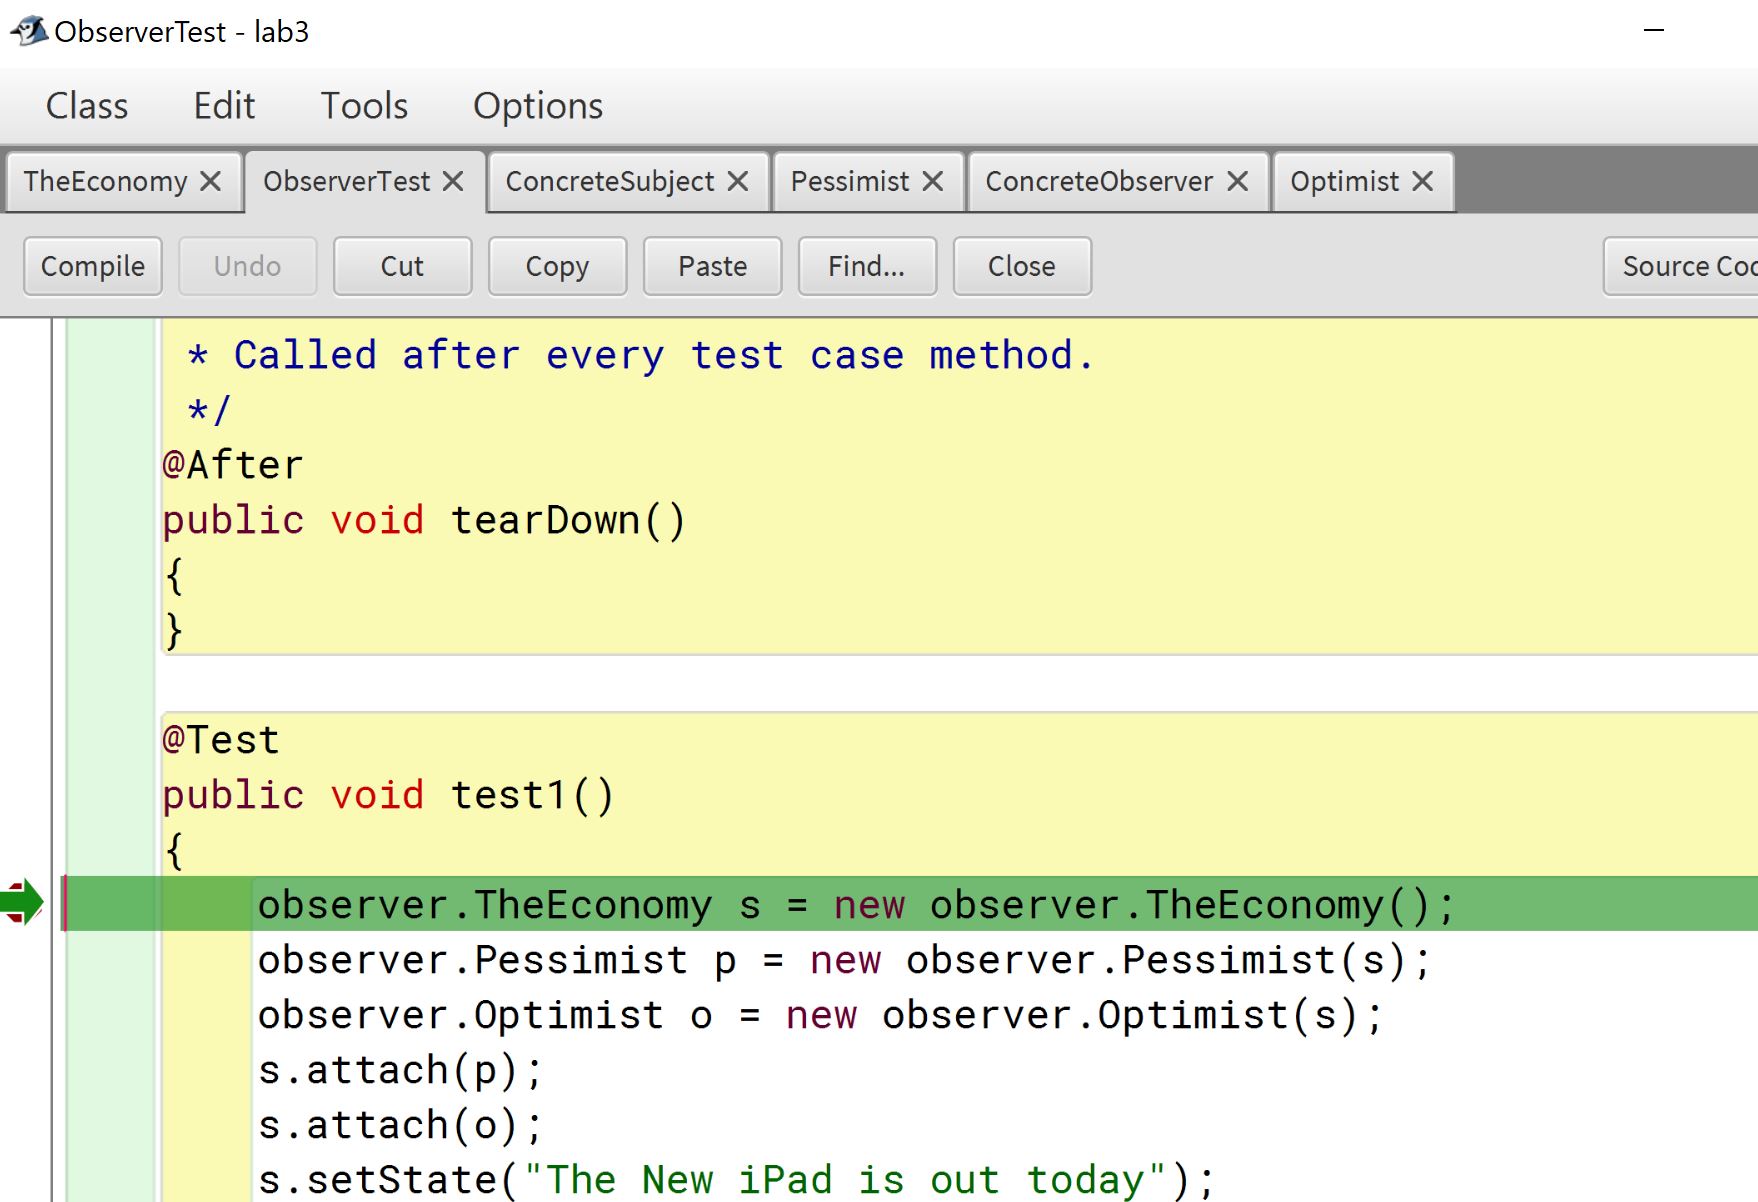 ObserverTest - lab3
Class Edit Tools Options
TheEconomy ObserverTest ConcreteSubject Pessimist ConcreteObserver Optimist
Compile Undo Cut Copy Paste Find... Close Source
* Called after every test case method.
*/
@After
public void tearDown()
{
}
@Test
public void test1()
{
observer.TheEconomy s = new observer.TheEconomy();
observer.Pessimist p = new observer.Pessimist(s);
observer.Optimist o = new observer.Optimist(s);
s.attach(p);
s.attach(o);
s.setState("The New iPad is out today");